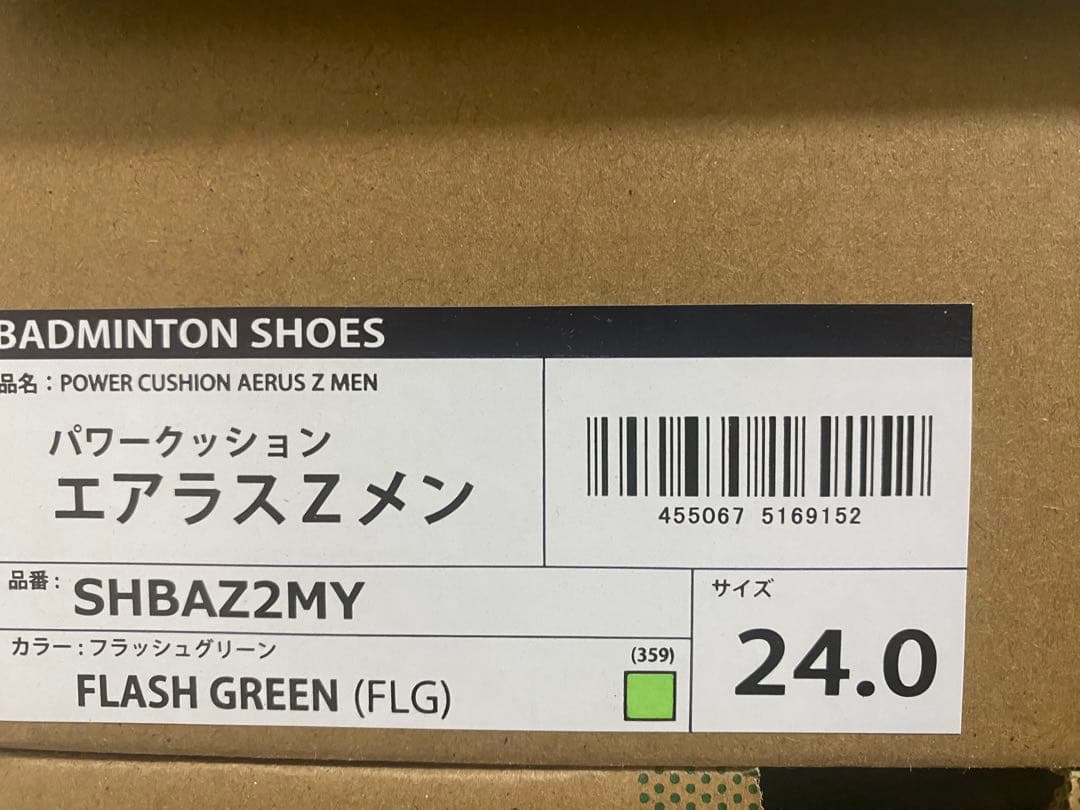 BADMINTON SHOES
品名：POWER CUSHION AERUS Z MEN
パワークッション
エアラスZメン
455067 5169152
品番：
SHBAZ2MY
カラー：フラッシュグリーン
(359)
FLASH GREEN (FLG)
サイズ
24.0